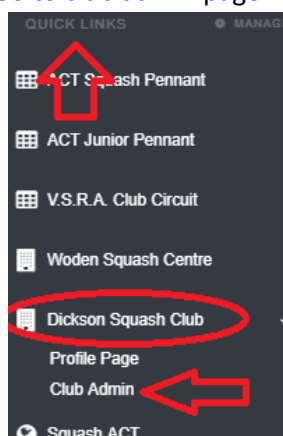 QUICK LINKS MANAG
ACT Squash Pennant
ACT Junior Pennant
V.S.R.A. Club Circuit
Woden Squash Centre
Dickson Squash Club
Profile Page
Club Admin
Squash ACT